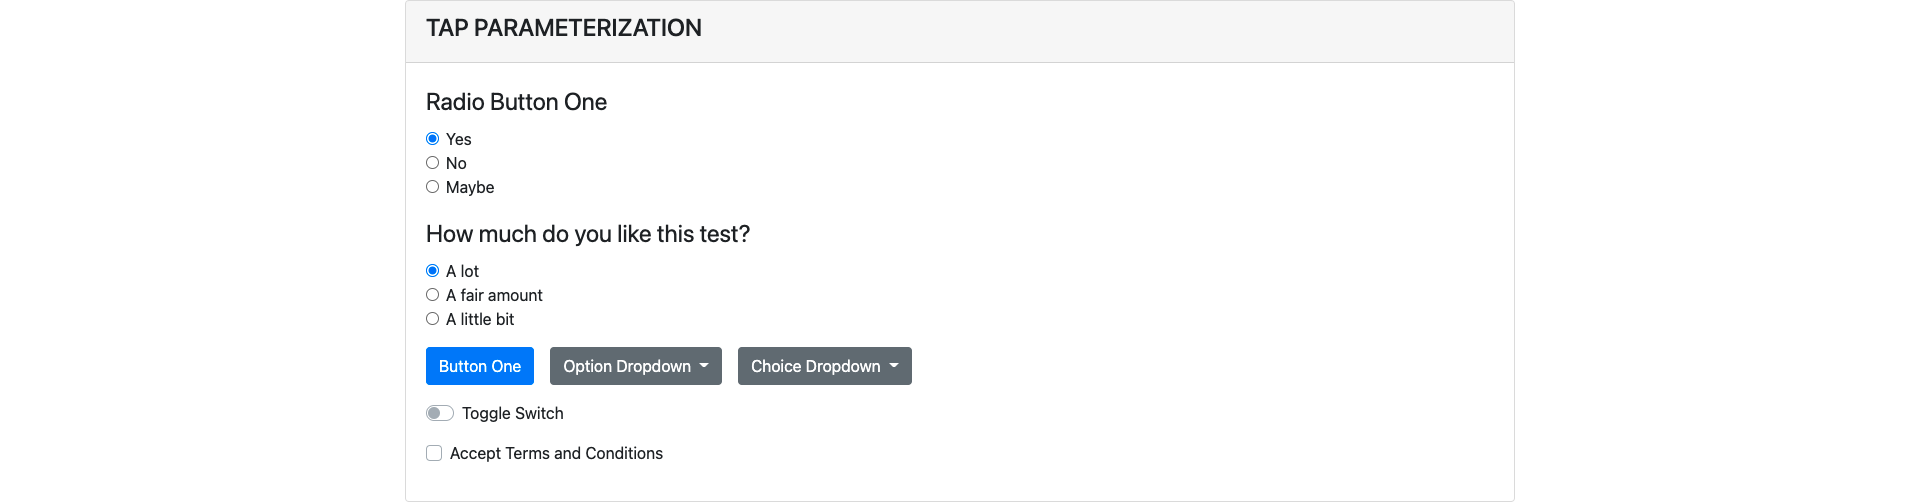 TAP PARAMETERIZATION
Radio Button One
Yes
No
Maybe
How much do you like this test?
A lot
A fair amount
A little bit
Button One Option Dropdown Choice Dropdown
Toggle Switch
Accept Terms and Conditions